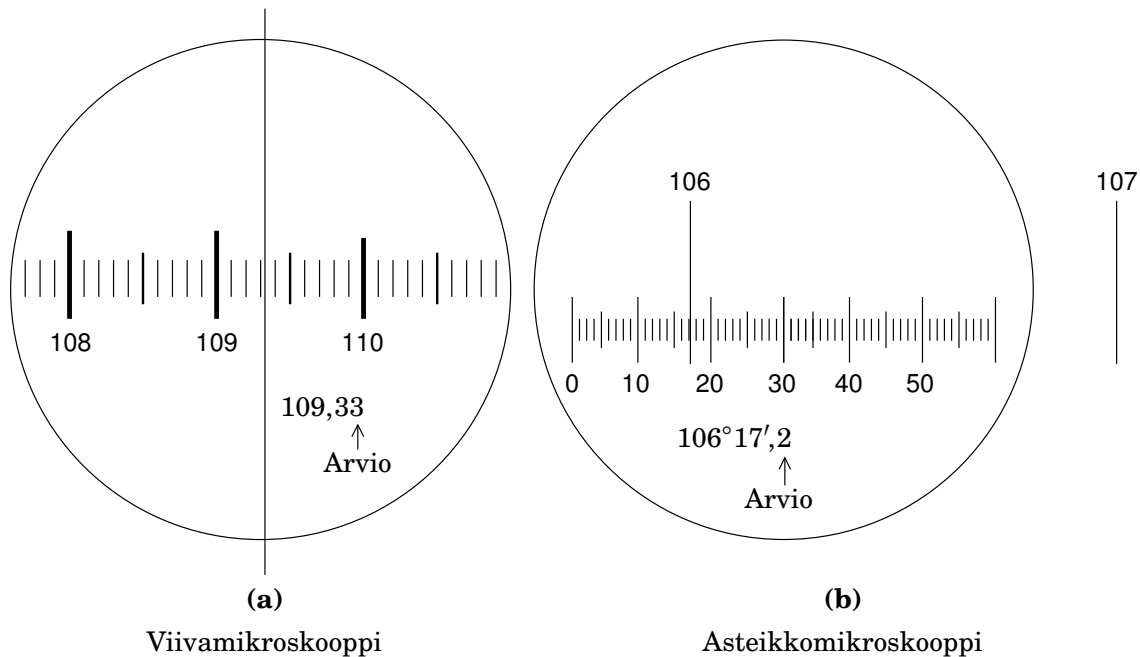 108 109 110
109,33
Arvio
106 107
0 10 20 30 40 50
106°17′,2
Arvio
(a) (b)
Viivamikroskooppi Asteikkomikroskooppi